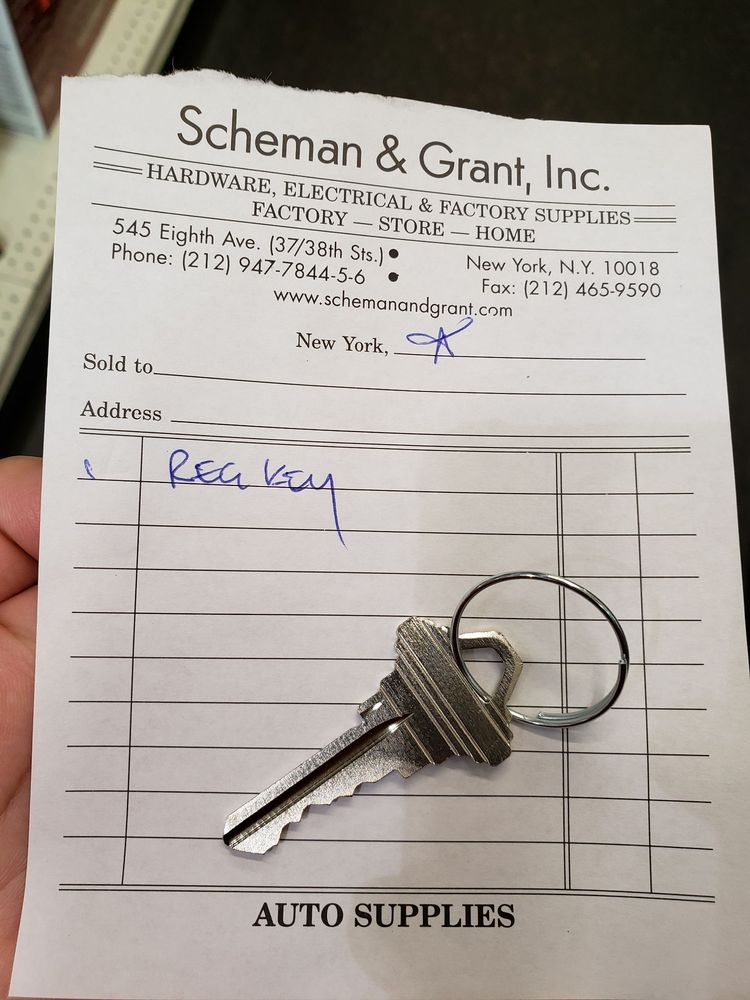 Scheman & Grant, Inc.
HARDWARE, ELECTRICAL & FACTORY SUPPLIES
FACTORY — STORE — HOME
545 Eighth Ave. (37/38th Sts.) • New York, N.Y. 10018
Phone: (212) 947-7844-5-6 • Fax: (212) 465-9590
www.schemanandgrant.com
New York,
Sold to
Address
1 REG KEY
AUTO SUPPLIES